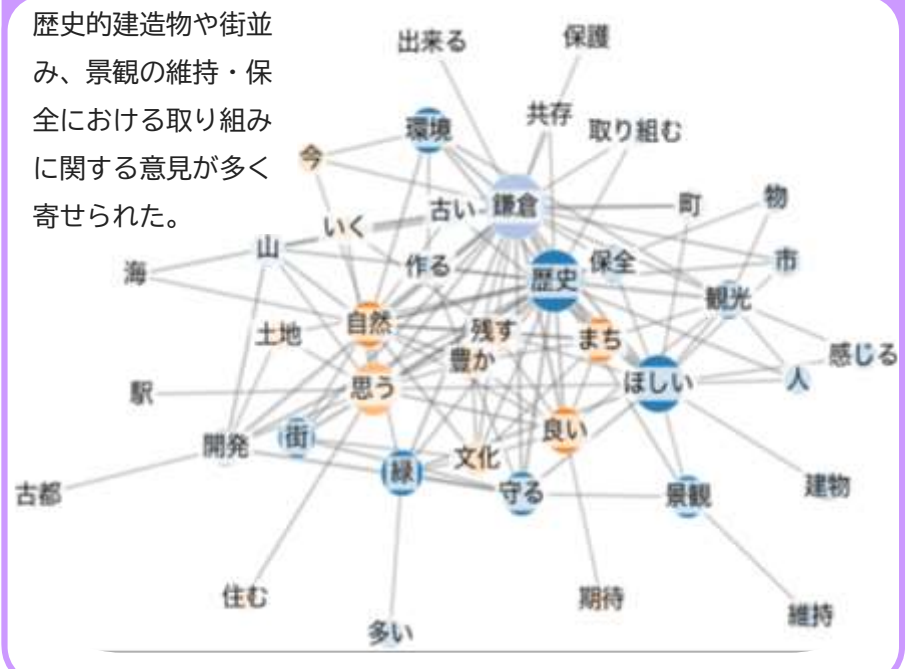 歴史的建造物や街並
み、景観の維持・保
全における取り組み
に関する意見が多く
寄せられた。
出来る
保護
共存
取り組む
環境
今
古い
鎌倉
町
物
いく
山
海
作る
歴史
保全
市
観光
土地
自然
残す
豊か
まち
感じる
駅
思う
ほしい
人
開発
街
良い
文化
緑
守る
景観
建物
古都
住む
期待
維持
多い